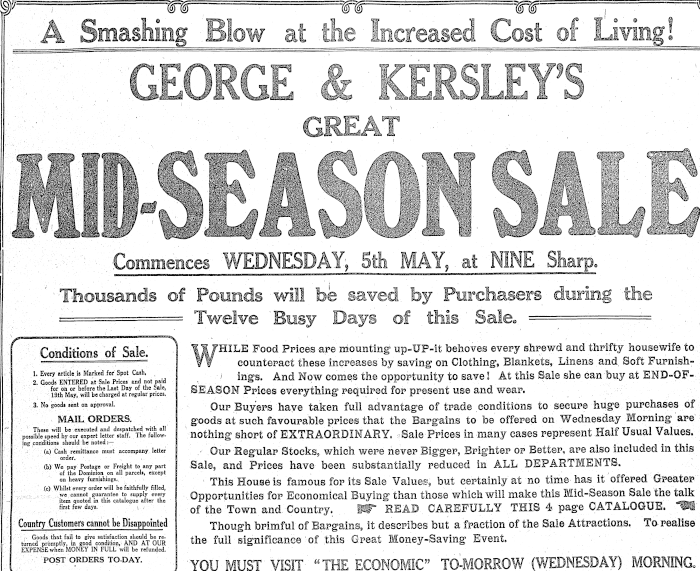 A Smashing Blow at the Increased Cost of Living!
GEORGE & KERSLEY'S
GREAT
MID-SEASON SALE
Commences WEDNESDAY, 5th MAY, at NINE Sharp.
Thousands of Pounds will be saved by Purchasers during the
Twelve Busy Days of this Sale.
Conditions of Sale.
1. Every article is Marked for Spot Cash.
2. Goods ENTERED at Sale Prices and not paid
for on or before the Last Day of the Sale,
18th May, will be charged at regular prices.
3. No goods sent on approval.
MAIL ORDERS.
These will be executed and despatched with all
possible speed by our expert letter staff. The follow-
ing conditions should be noted:—
(a) Cash remittance must accompany letter
order.
(b) We pay Postage or Freight to any part
of the Dominion on all parcels, except
on heavy furnishings.
(c) Whilst every order will be faithfully filled,
we cannot guarantee to supply every
item quoted in this catalogue after the
first few days.
Country Customers cannot be Disappointed
Goods that fail to give satisfaction should be re-
turned promptly, in good condition, AND AT OUR
EXPENSE when MONEY IN FULL will be refunded.
POST ORDERS TO-DAY.
WHILE Food Prices are mounting up-UP-it behoves every shrewd and thrifty housewife to
counteract these increases by saving on Clothing, Blankets, Linens and Soft Furnish-
ings. And Now comes the opportunity to save! At this Sale she can buy at END-OF-
SEASON Prices everything required for present use and wear.
Our Buyers have taken full advantage of trade conditions to secure huge purchases of
goods at such favourable prices that the Bargains to be offered on Wednesday Morning are
nothing short of EXTRAORDINARY. Sale Prices in many cases represent Half Usual Values.
Our Regular Stocks, which were never Bigger, Brighter or Better, are also included in this
Sale, and Prices have been substantially reduced in ALL DEPARTMENTS.
This House is famous for its Sale Values, but certainly at no time has it offered Greater
Opportunities for Economical Buying than those which will make this Mid-Season Sale the talk
of the Town and Country. READ CAREFULLY THIS 4 page CATALOGUE.
Though brimful of Bargains, it describes but a fraction of the Sale Attractions. To realise
the full significance of this Great Money-Saving Event.
YOU MUST VISIT "THE ECONOMIC" TO-MORROW (WEDNESDAY) MORNING.